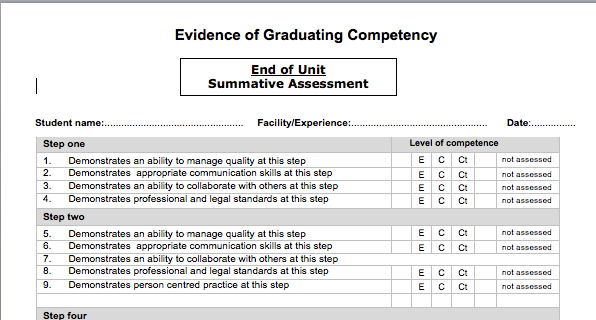 Evidence of Graduating Competency
End of Unit
Summative Assessment
Student name:................................................ Facility/Experience:............................................... Date:...............
Step one Level of competence
1. Demonstrates an ability to manage quality at this step E C Ct not assessed
2. Demonstrates appropriate communication skills at this step E C Ct not assessed
3. Demonstrates an ability to collaborate with others at this step E C Ct not assessed
4. Demonstrates professional and legal standards at this step E C Ct not assessed
Step two
5. Demonstrates an ability to manage quality at this step E C Ct not assessed
6. Demonstrates appropriate communication skills at this step E C Ct not assessed
7. Demonstrates an ability to collaborate with others at this step
8. Demonstrates professional and legal standards at this step E C Ct not assessed
9. Demonstrates person centred practice at this step E C Ct not assessed
Step four